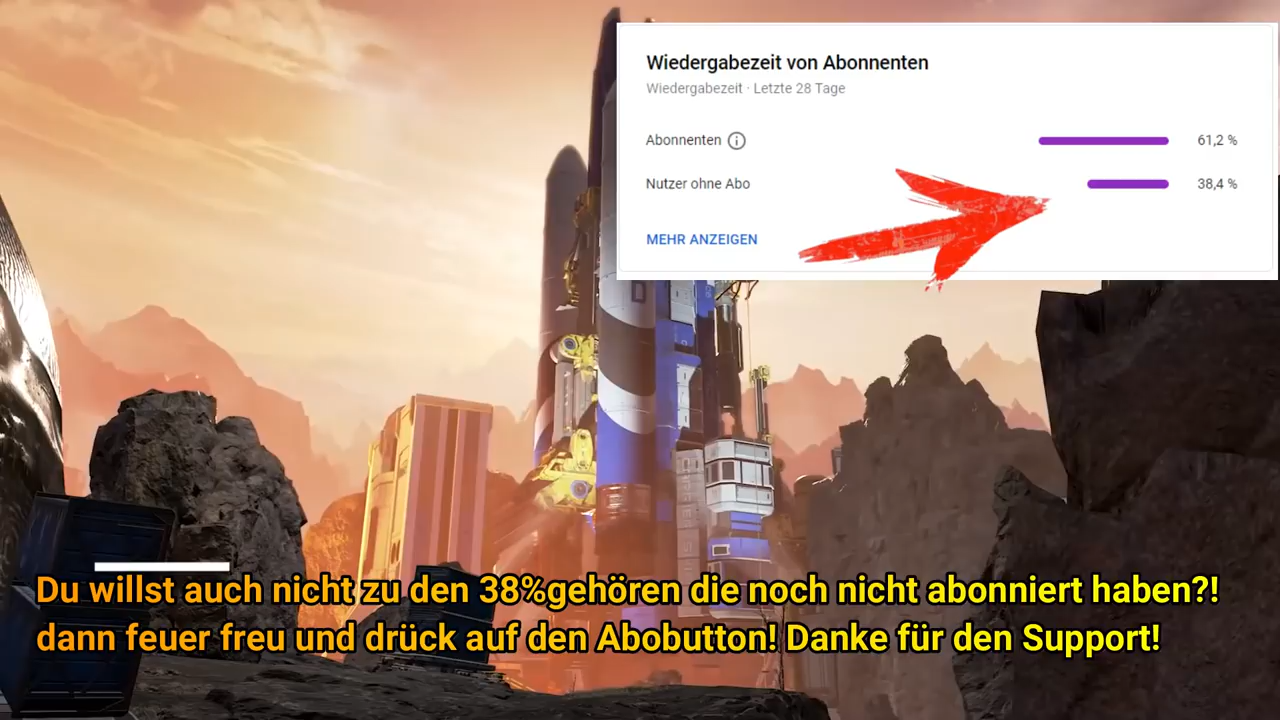 Wiedergabezeit von Abonnenten
Wiedergabezeit · Letzte 28 Tage
Abonnenten 61,2 %
Nutzer ohne Abo 38,4 %
MEHR ANZEIGEN
Du willst auch nicht zu den 38%gehören die noch nicht abonniert haben?!
dann feuer freu und drück auf den Abobutton! Danke für den Support!